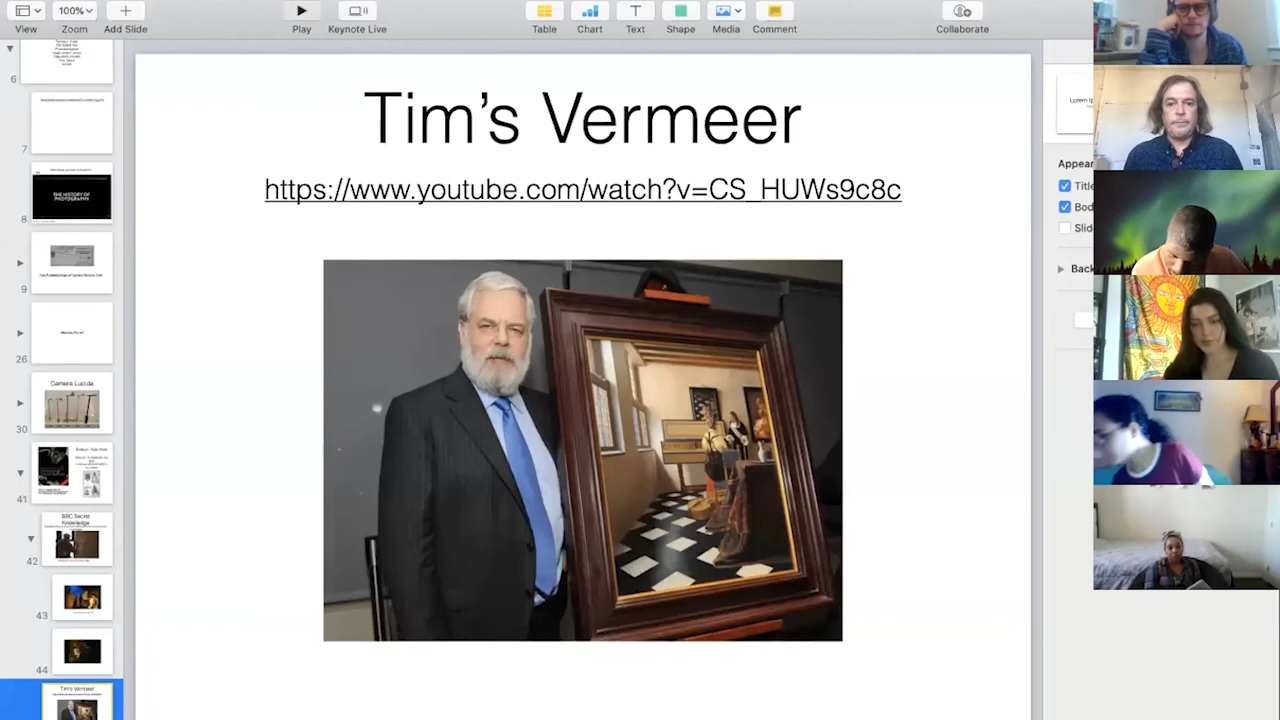 View
100%
Zoom
Add Slide
Play
Keynote Live
Table
Chart
T
Text
Shape
Media
Comment
Collaborate
6
7
8
THE HISTORY OF
PHOTOGRAPHY
9
26
Camera Lucida
30
41
BBC Secret
Knowledge
42
43
44
Tim's Vermeer
Tim’s Vermeer
https://www.youtube.com/watch?v=CS_HUWs9c8c
Lorem Ip
Appear
Title
Bod
Slid
Back